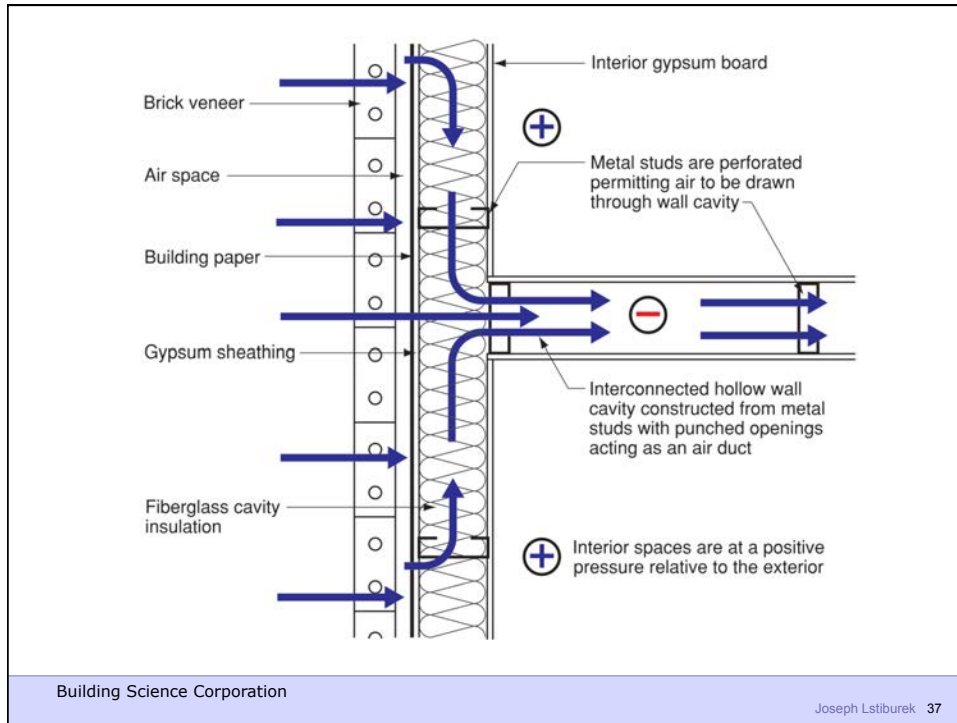 Brick veneer
Air space
Building paper
Gypsum sheathing
Fiberglass cavity
insulation
Interior gypsum board
+
Metal studs are perforated
permitting air to be drawn
through wall cavity
−
Interconnected hollow wall
cavity constructed from metal
studs with punched openings
acting as an air duct
+
Interior spaces are at a positive
pressure relative to the exterior
Building Science Corporation
Joseph Lstiburek 37